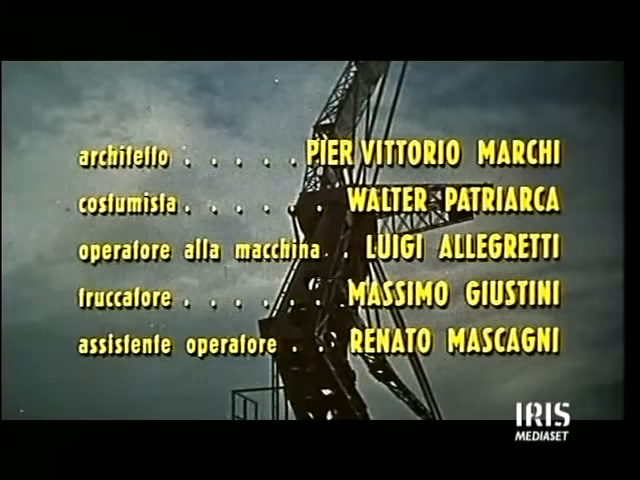 architetto . . . . . PIER VITTORIO MARCHI
costumista . . . . . . WALTER PATRIARCA
operatore alla macchina . . LUIGI ALLEGRETTI
truccatore . . . . . . . MASSIMO GIUSTINI
assistente operatore . . . RENATO MASCAGNI
IRIS
MEDIASET